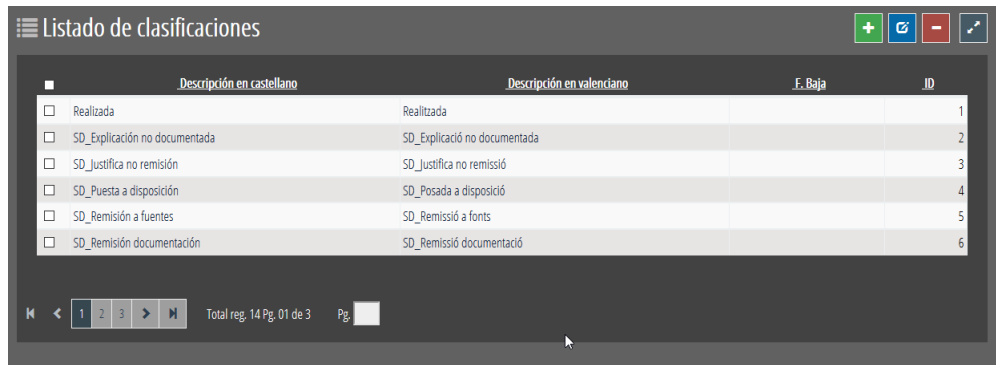 Listado de clasificaciones
Descripción en castellano Descripción en valenciano F. Baja ID
Realizada Realitzada 1
SD_Explicación no documentada SD_Explicació no documentada 2
SD_Justifica no remisión SD_Justifica no remissió 3
SD_Puesta a disposición SD_Posada a disposició 4
SD_Remisión a fuentes SD_Remissió a fonts 5
SD_Remisión documentación SD_Remissió documentació 6
1 2 3 Total reg. 14 Pg. 01 de 3 Pg.